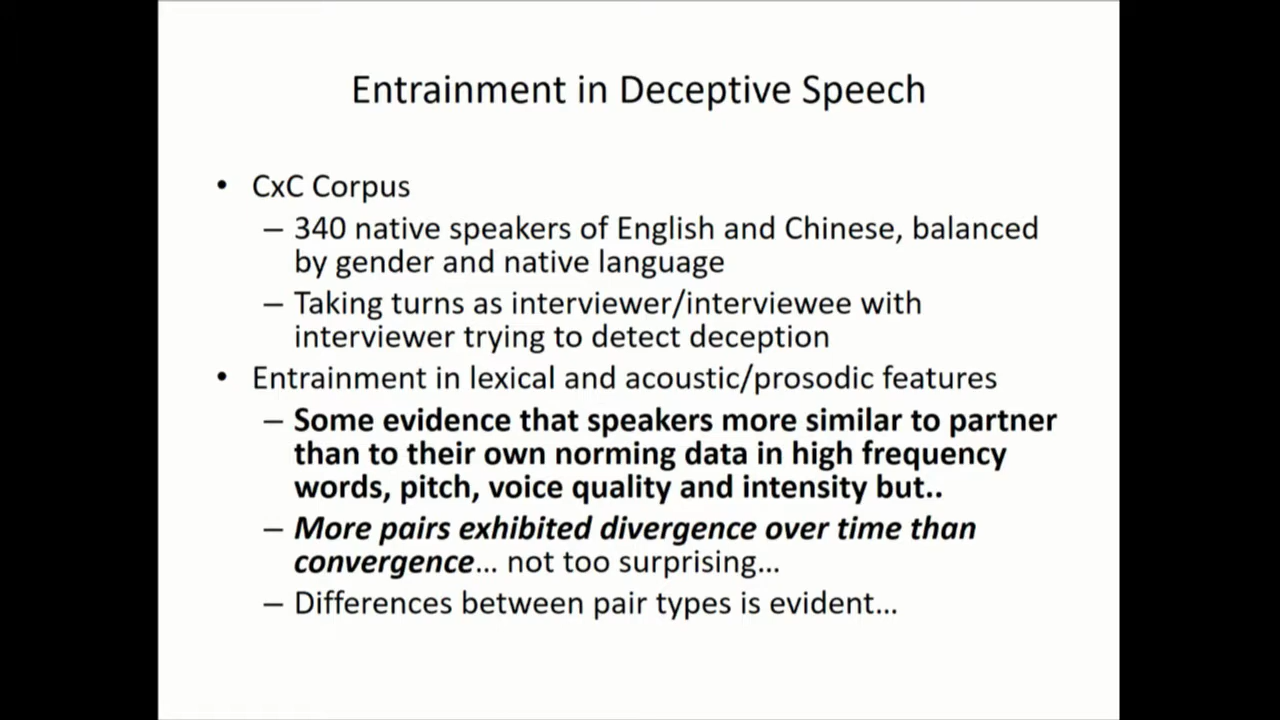 Entrainment in Deceptive Speech
• CxC Corpus
– 340 native speakers of English and Chinese, balanced
by gender and native language
– Taking turns as interviewer/interviewee with
interviewer trying to detect deception
• Entrainment in lexical and acoustic/prosodic features
– Some evidence that speakers more similar to partner
than to their own norming data in high frequency
words, pitch, voice quality and intensity but..
– More pairs exhibited divergence over time than
convergence… not too surprising…
– Differences between pair types is evident…